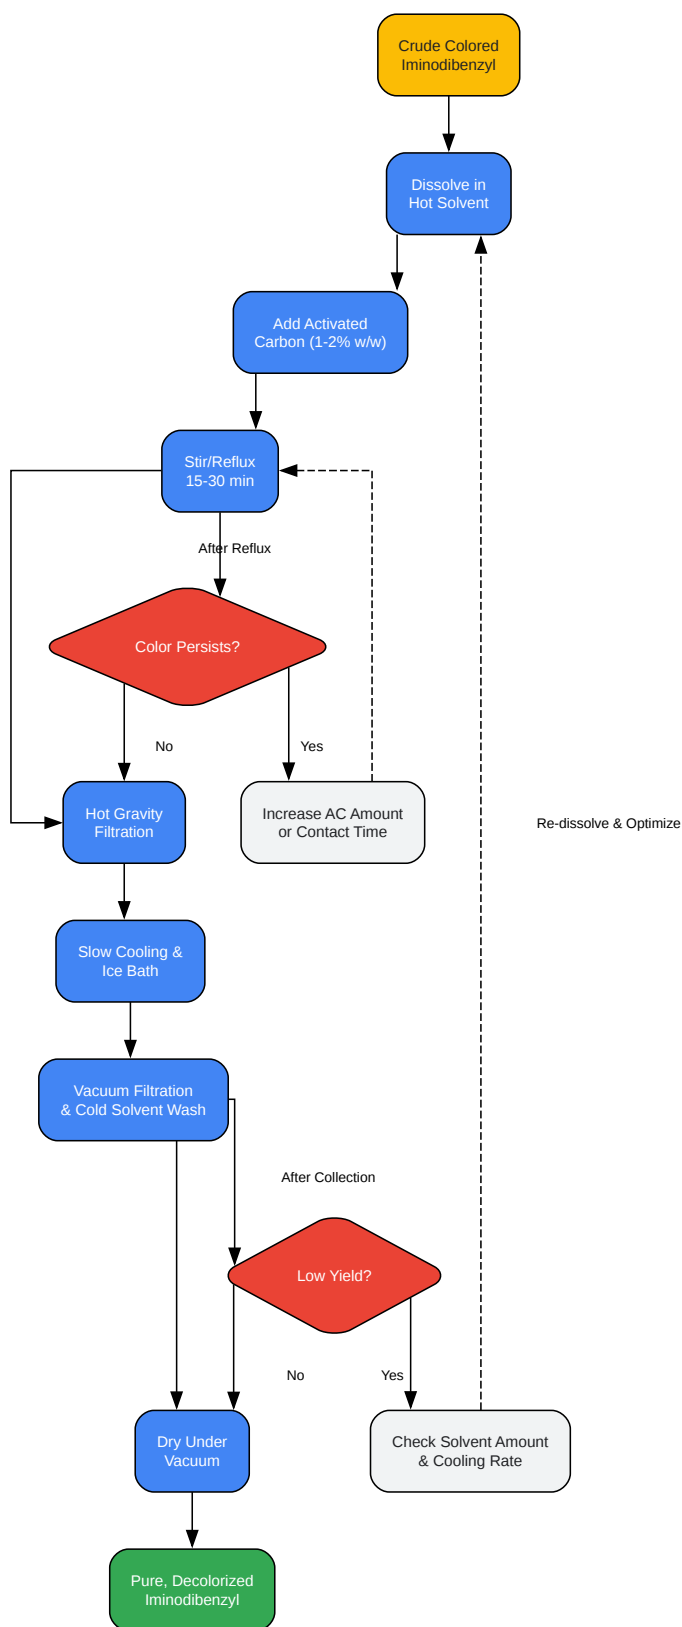 Crude Colored
Iminodibenzyl
Dissolve in
Hot Solvent
Add Activated
Carbon (1-2% w/w)
Stir/Reflux
15-30 min
After Reflux
Color Persists?
No
Yes
Hot Gravity
Filtration
Increase AC Amount
or Contact Time
Re-dissolve & Optimize
Slow Cooling &
Ice Bath
Vacuum Filtration
& Cold Solvent Wash
After Collection
Low Yield?
No
Yes
Dry Under
Vacuum
Check Solvent Amount
& Cooling Rate
Pure, Decolorized
Iminodibenzyl